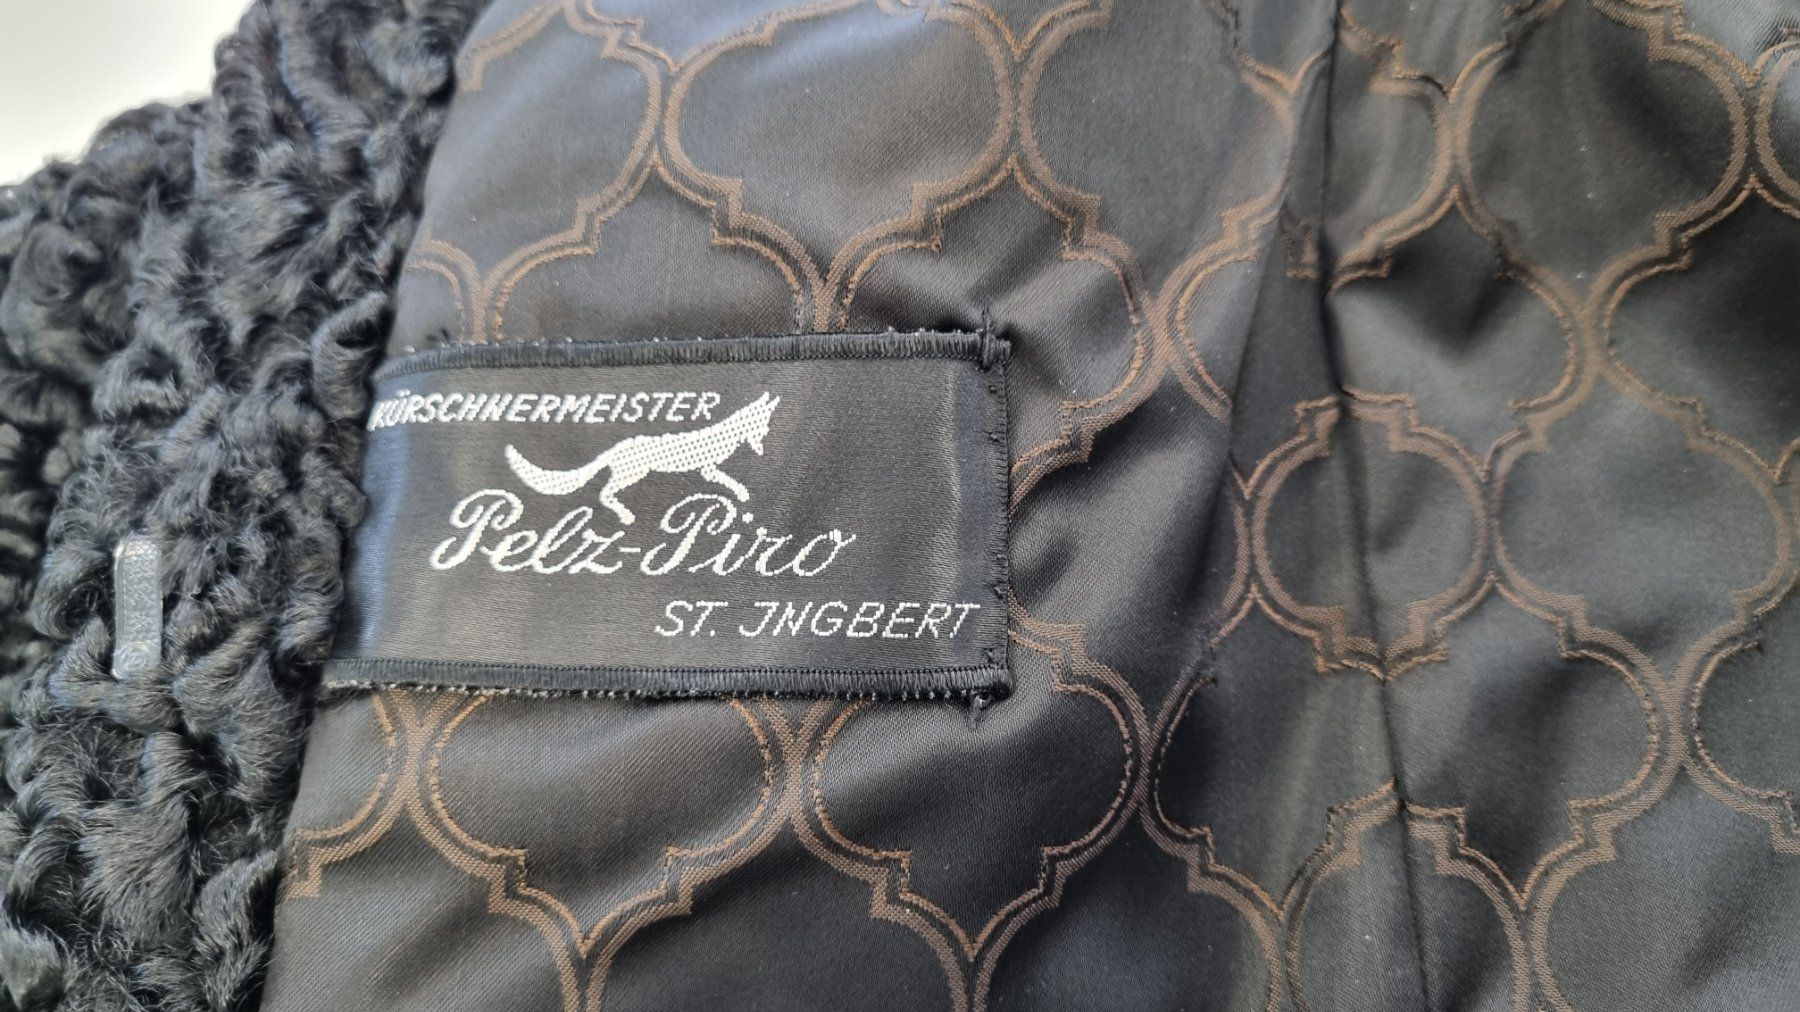 KÜRSCHNERMEISTER
Pelz-Piro
ST. JNGBERT